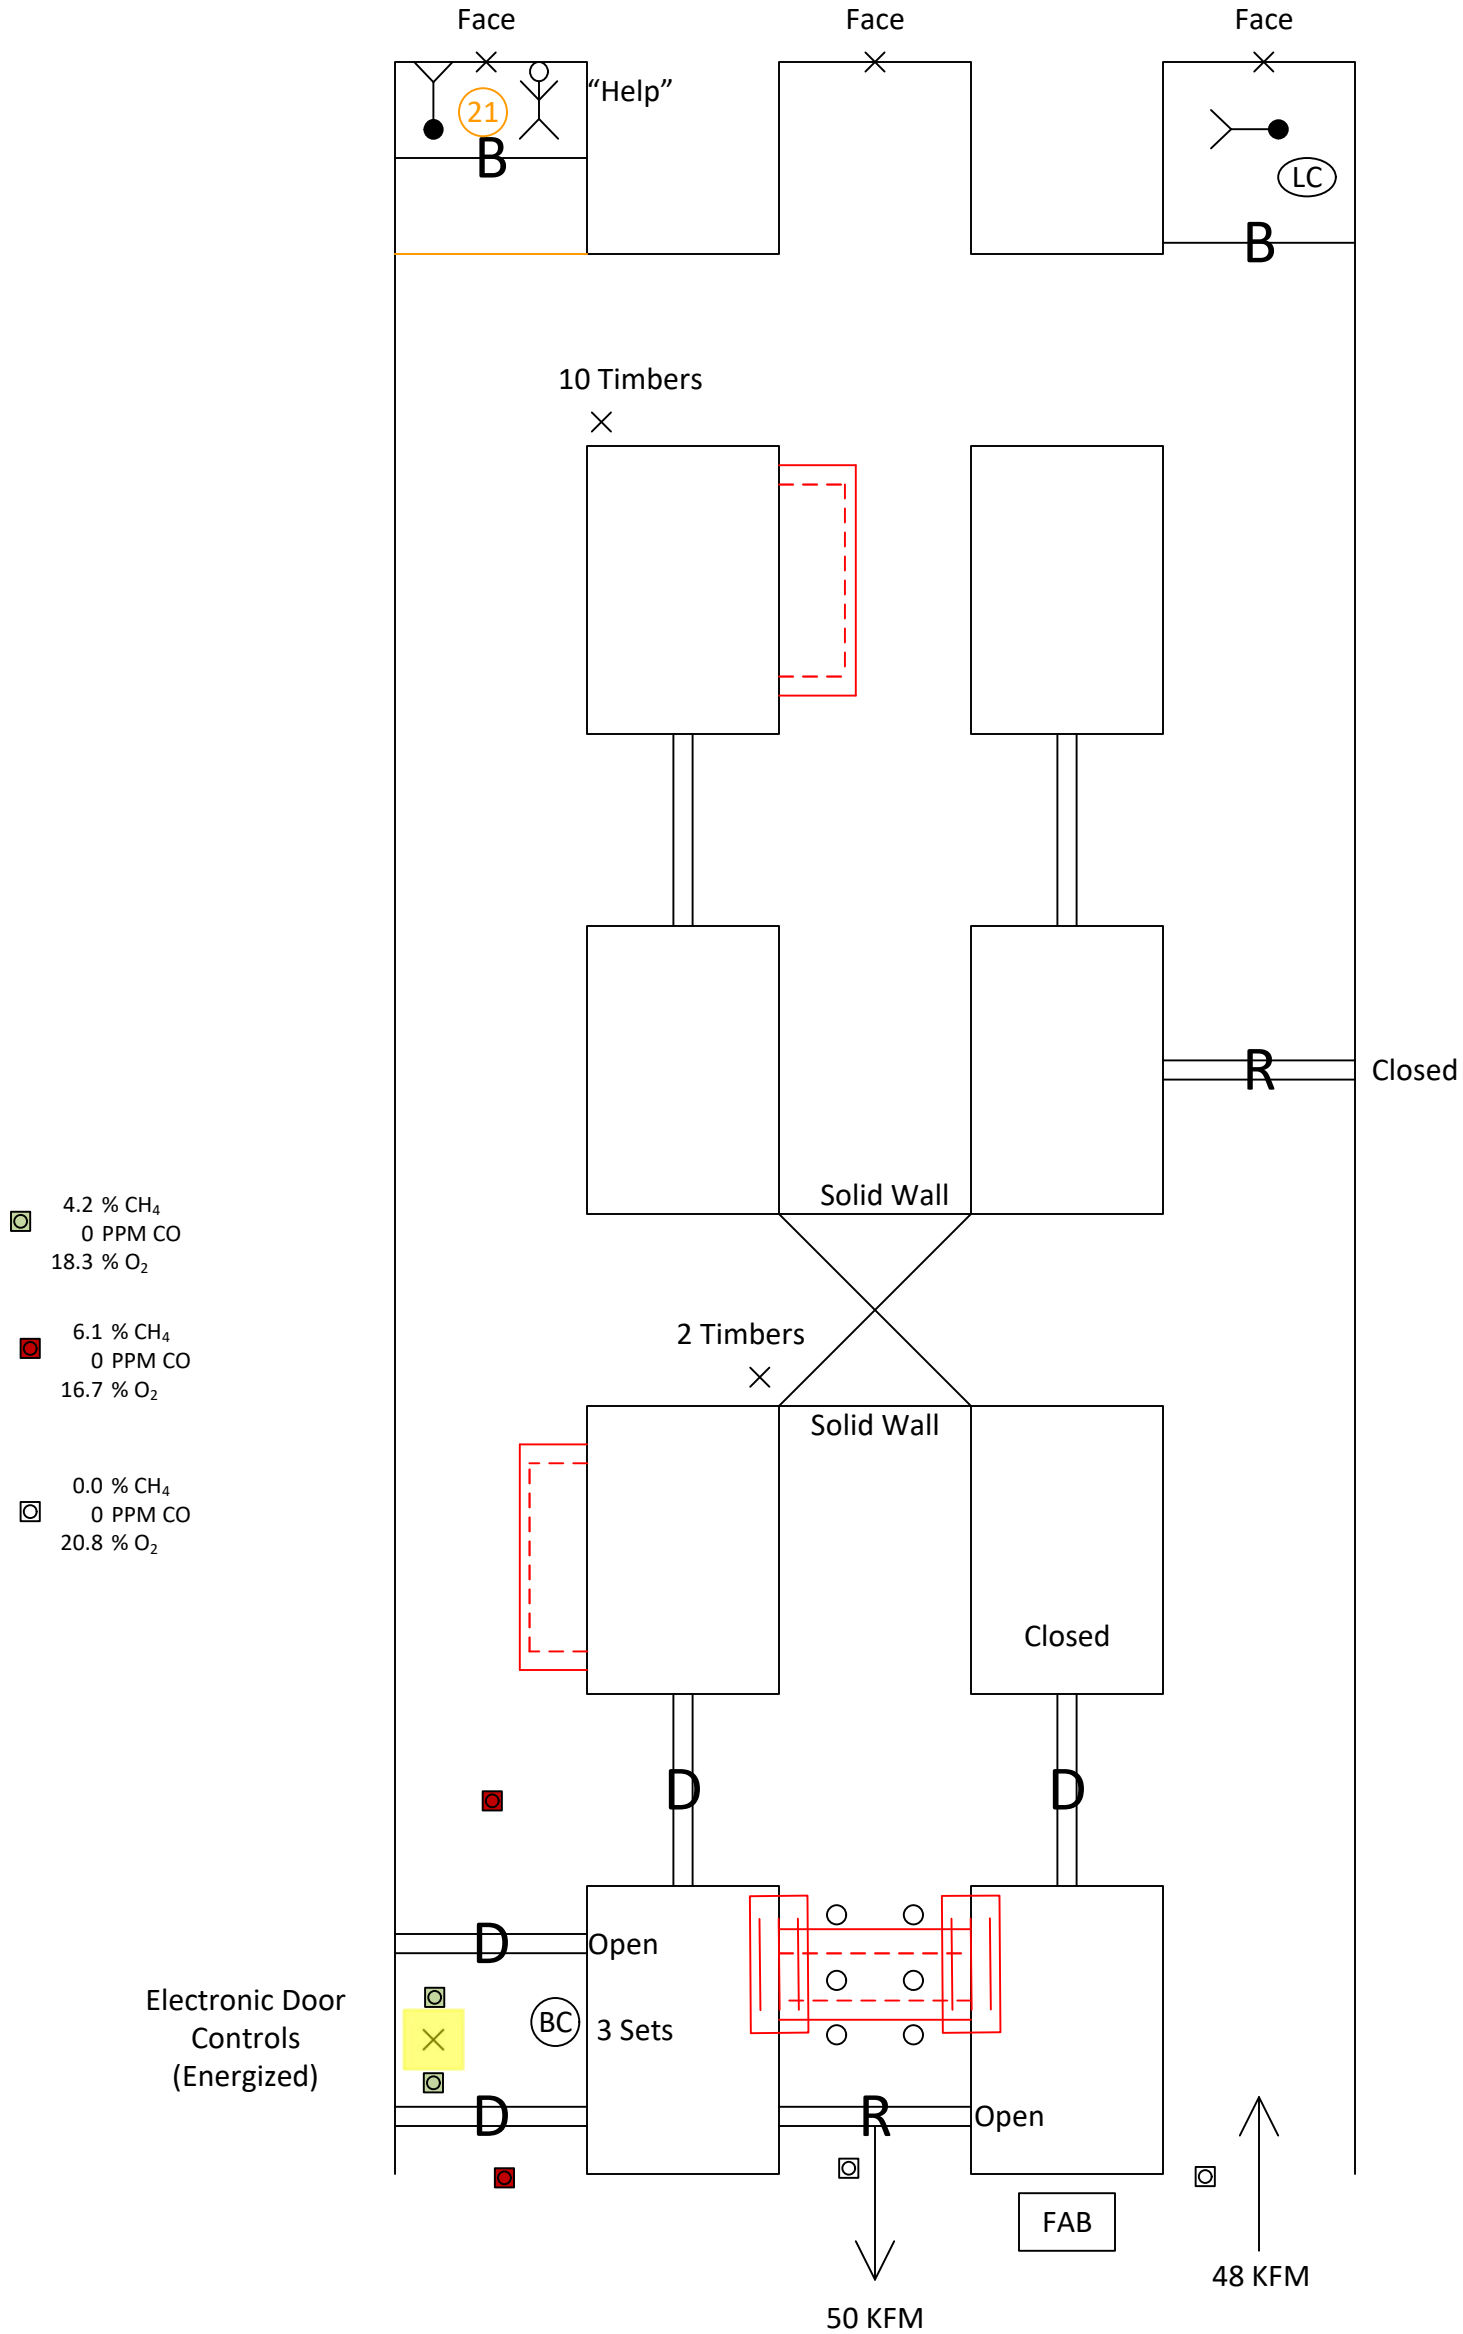 Face
Face
Face
21
“Help”
B
LC
B
10 Timbers
R
Closed
Solid Wall
4.2 % CH₄
0 PPM CO
18.3 % O₂
2 Timbers
6.1 % CH₄
0 PPM CO
16.7 % O₂
Solid Wall
0.0 % CH₄
0 PPM CO
20.8 % O₂
Closed
D
D
D
Open
Electronic Door
Controls
(Energized)
BC
3 Sets
D
R
Open
FAB
48 KFM
50 KFM